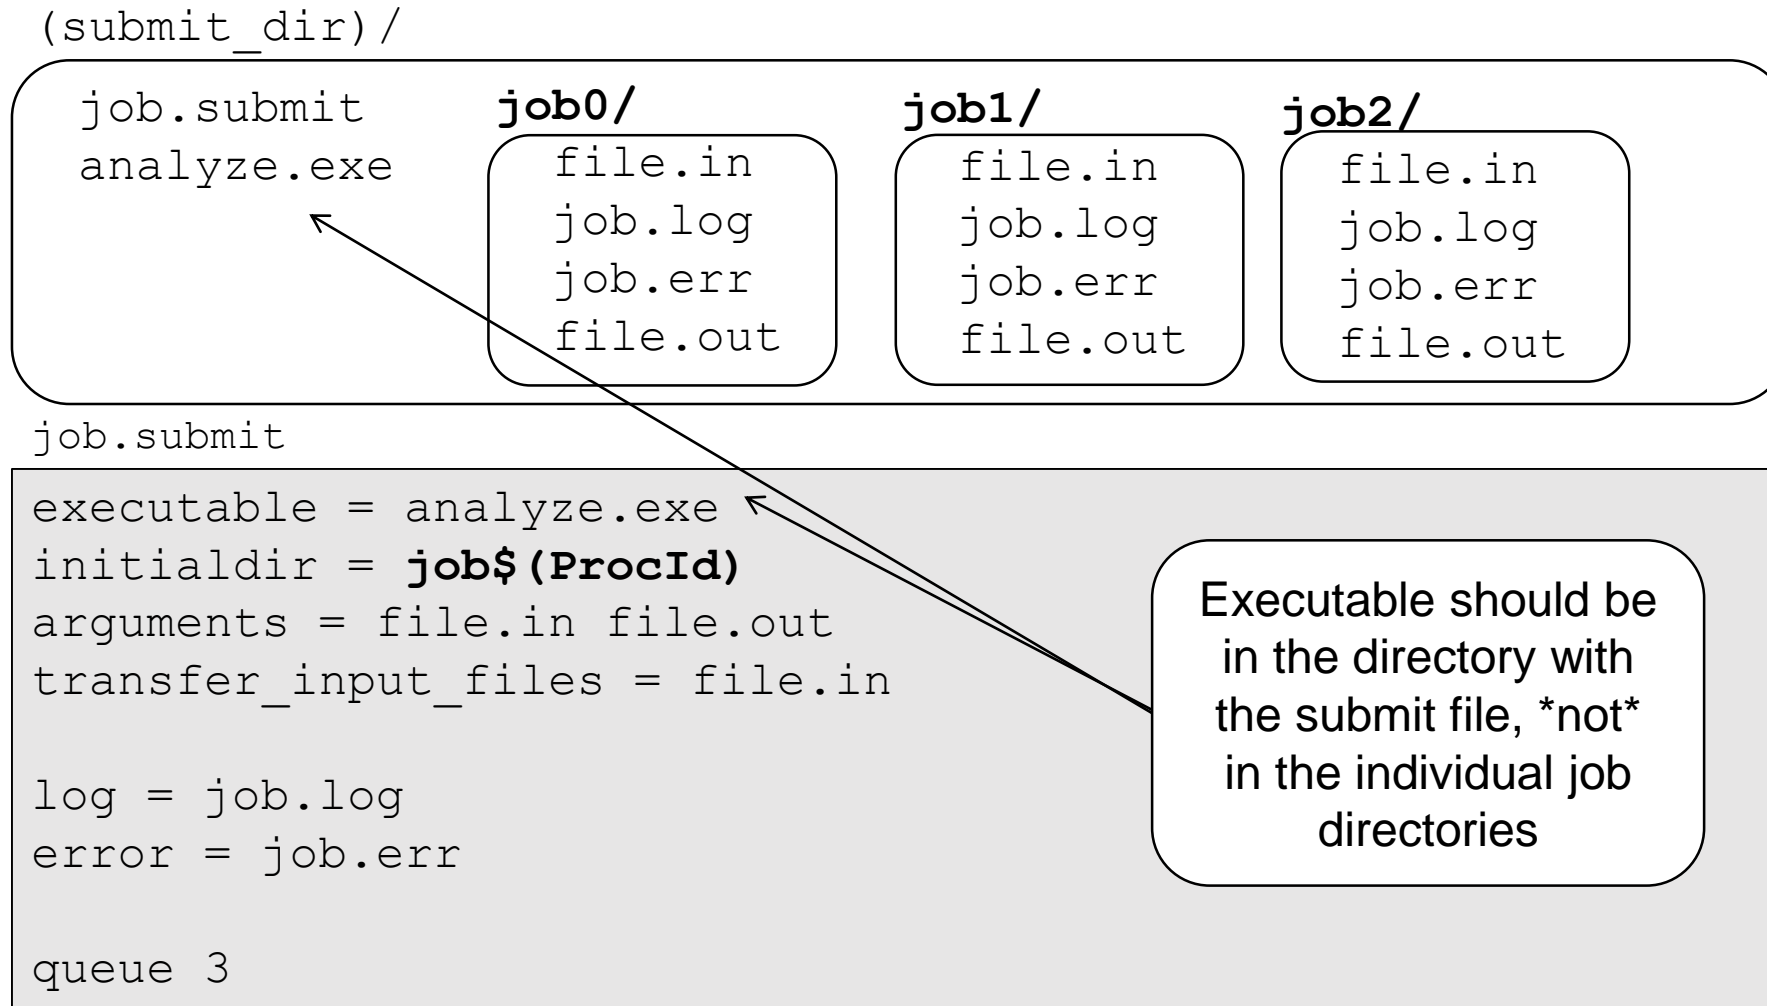 (submit_dir)/
job.submit
analyze.exe
job0/
file.in
job.log
job.err
file.out
job1/
file.in
job.log
job.err
file.out
job2/
file.in
job.log
job.err
file.out
job.submit
executable = analyze.exe
initialdir = job$(ProcId)
arguments = file.in file.out
transfer_input_files = file.in
log = job.log
error = job.err
queue 3
Executable should be
in the directory with
the submit file, *not*
in the individual job
directories